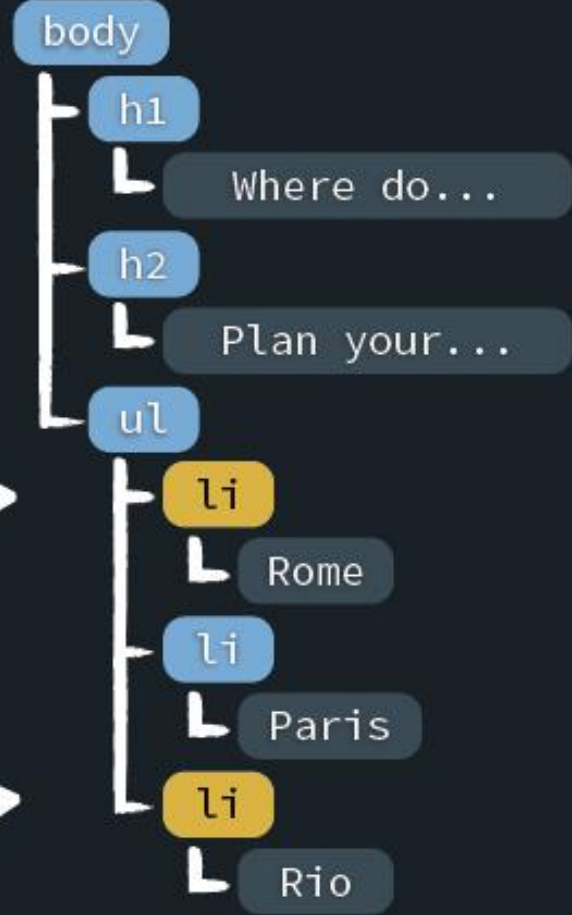 body
h1
Where do...
h2
Plan your...
ul
li
Rome
li
Paris
li
Rio